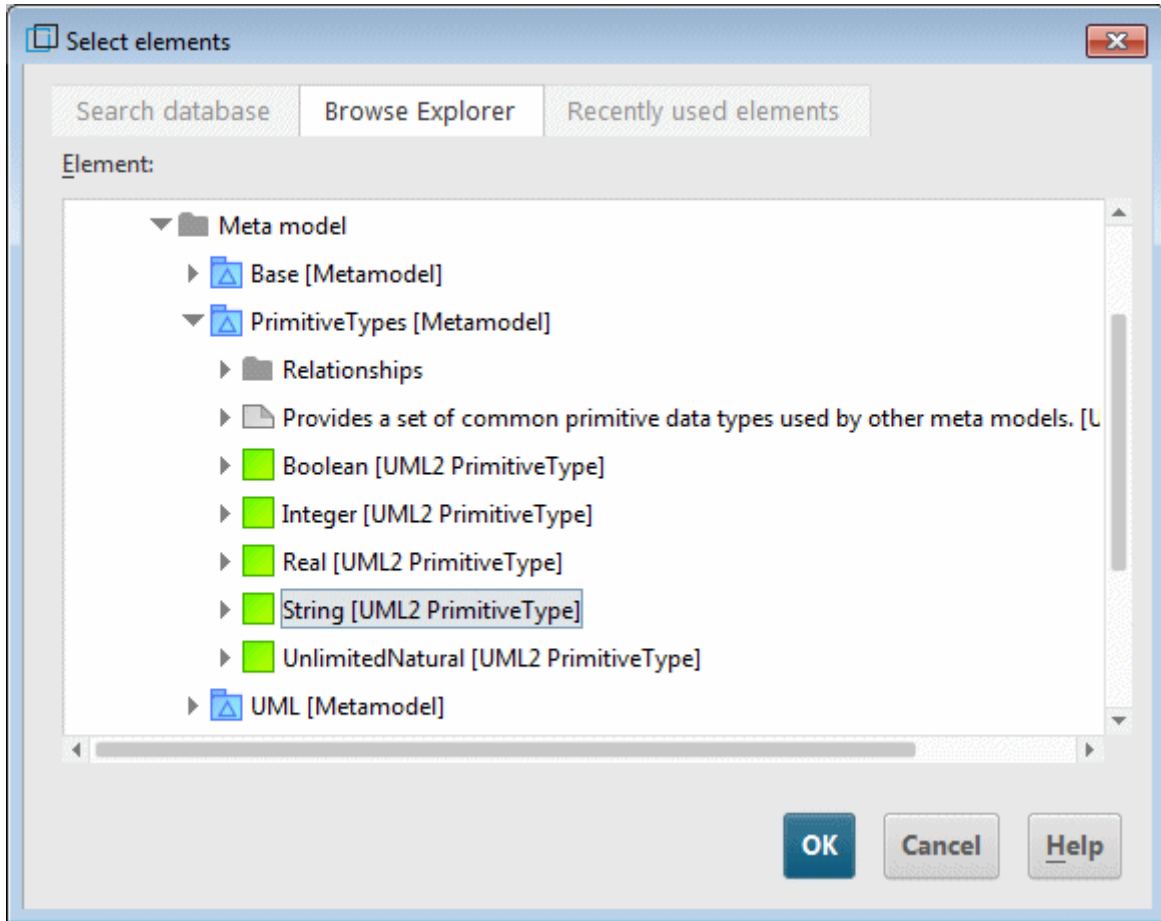 Select elements
Search database Browse Explorer Recently used elements
Element:
Meta model
Base [Metamodel]
PrimitiveTypes [Metamodel]
Relationships
Provides a set of common primitive data types used by other meta models. [U
Boolean [UML2 PrimitiveType]
Integer [UML2 PrimitiveType]
Real [UML2 PrimitiveType]
String [UML2 PrimitiveType]
UnlimitedNatural [UML2 PrimitiveType]
UML [Metamodel]
OK Cancel Help